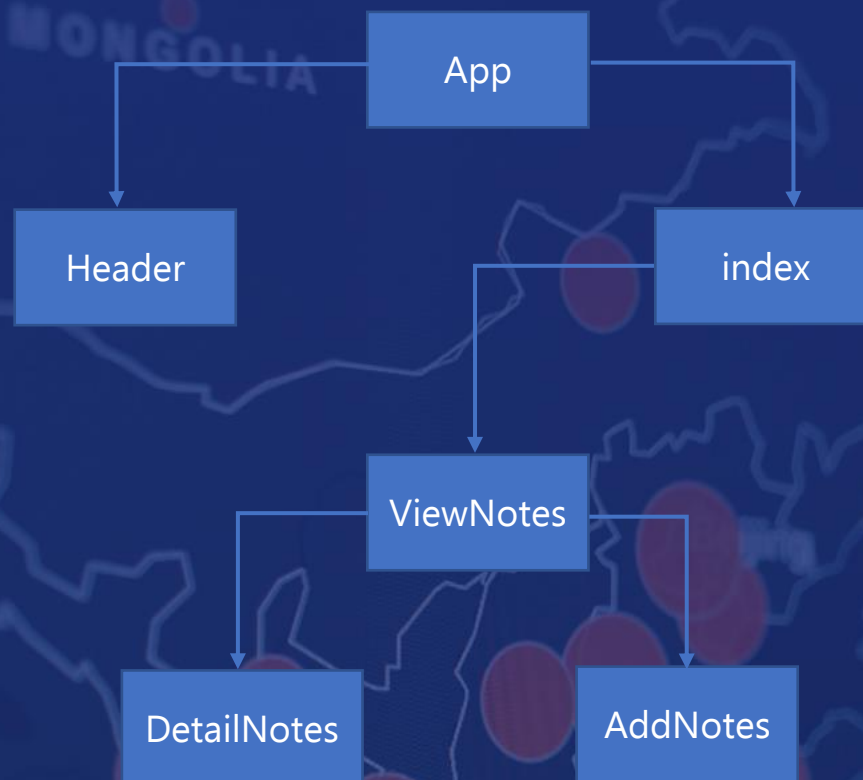 MONGOLIA
App
Header
index
ViewNotes
DetailNotes
AddNotes